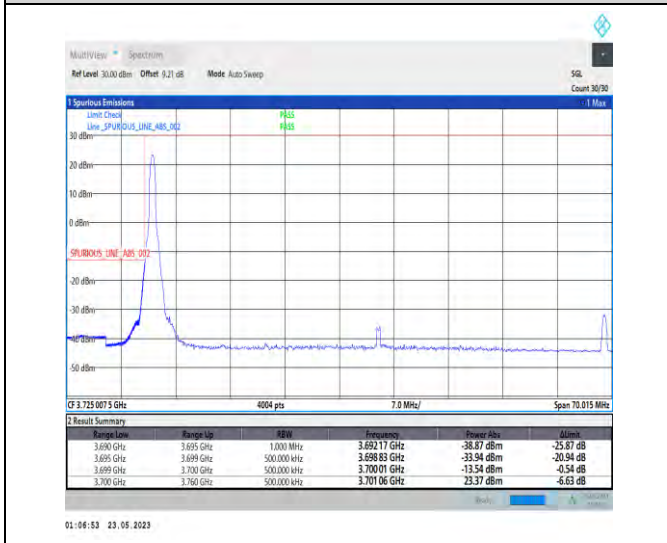 MultiView Spectrum
Ref Level 30.00 dBm Offset 9.21 dB Mode Auto Sweep SGL
Count 30/30
1 Spurious Emissions 1 Max
Limit Check PASS
Line _SPURIOUS_LINE_ABS_002 PASS
30 dBm
20 dBm
10 dBm
0 dBm
_SPURIOUS_LINE_ABS_002
-20 dBm
-30 dBm
-40 dBm
-50 dBm
CF 3.725 007 5 GHz 4004 pts 7.0 MHz/ Span 70.015 MHz
2 Result Summary
Range Low Range Up RBW Frequency Power Abs ΔLimit
3.690 GHz 3.695 GHz 1.000 MHz 3.692 17 GHz -38.87 dBm -25.87 dB
3.695 GHz 3.699 GHz 500.000 kHz 3.698 83 GHz -33.94 dBm -20.94 dB
3.699 GHz 3.700 GHz 500.000 kHz 3.700 01 GHz -13.54 dBm -0.54 dB
3.700 GHz 3.760 GHz 500.000 kHz 3.701 06 GHz 23.37 dBm -6.63 dB
01:06:53 23.05.2023